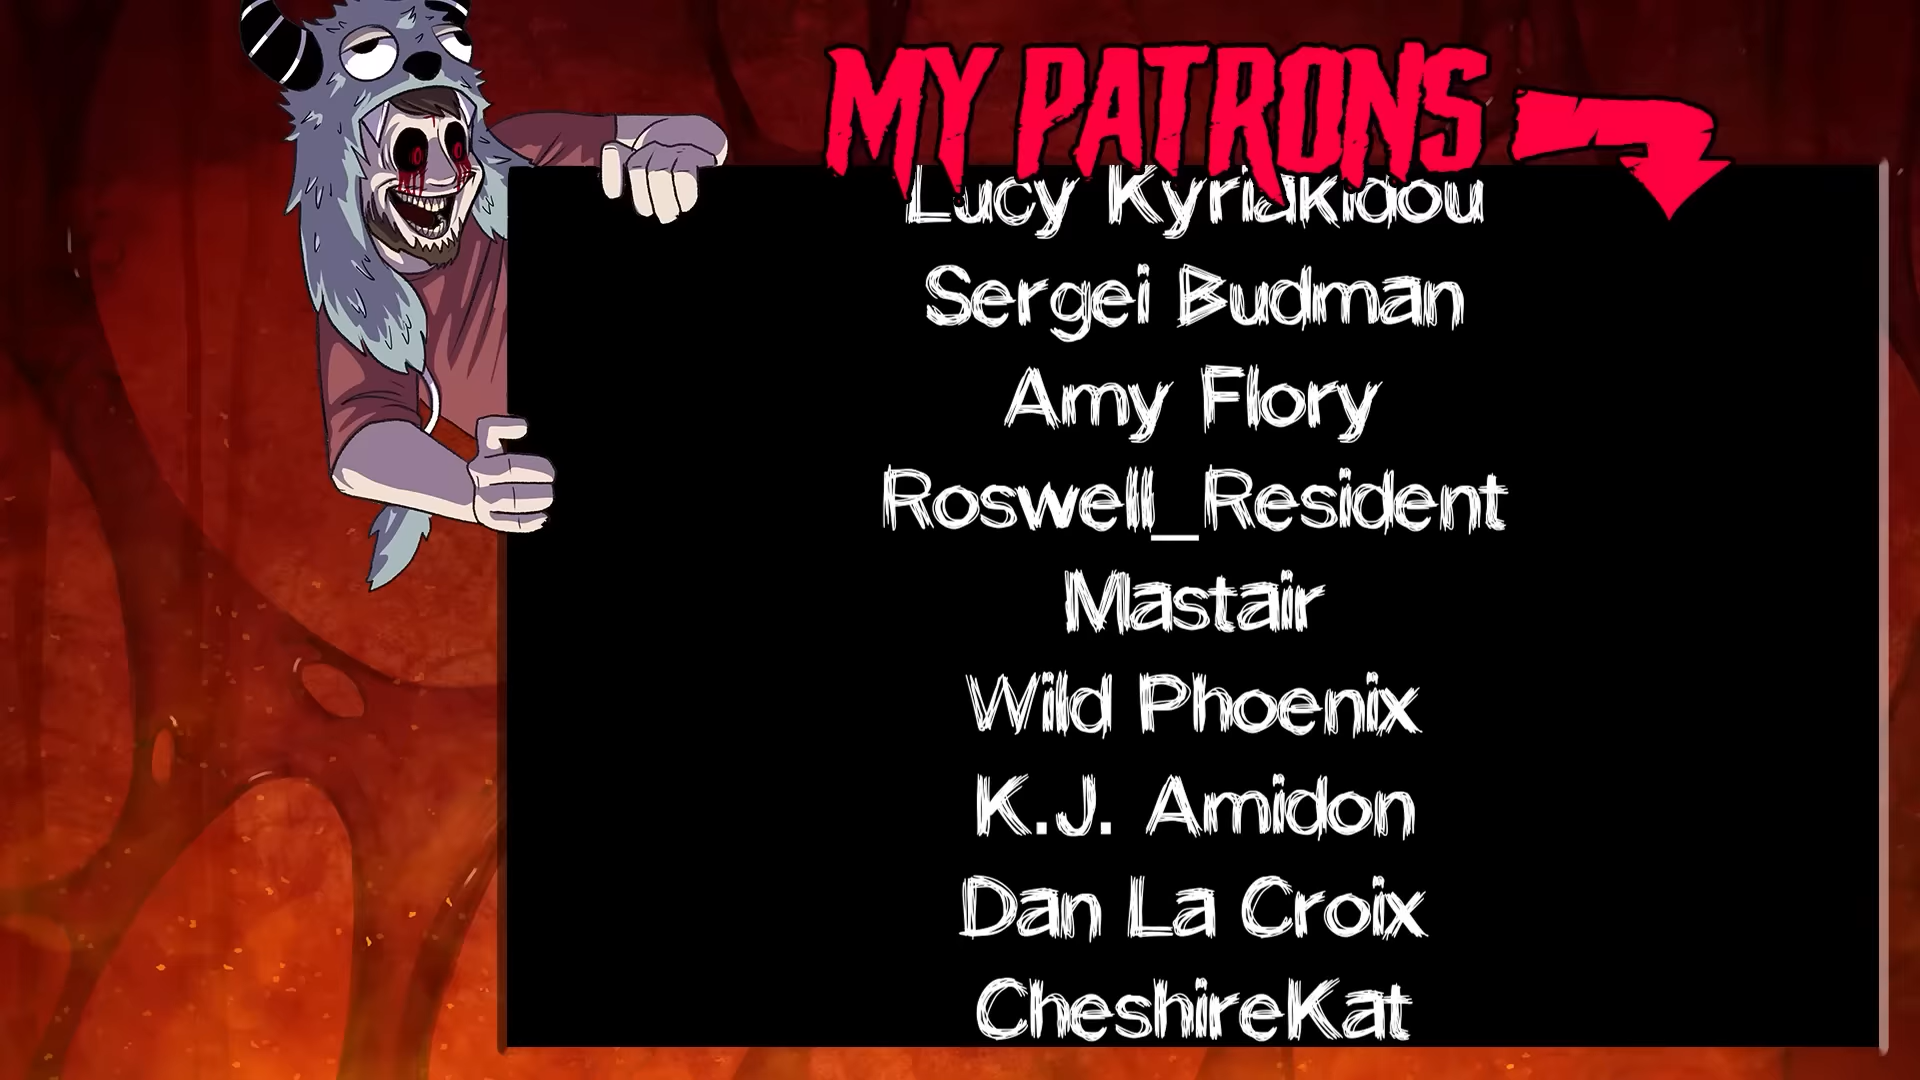 MY PATRONS
Lucy Kyriakidou
Sergei Budman
Amy Flory
Roswell_Resident
Mastair
Wild Phoenix
K.J. Amidon
Dan La Croix
CheshireKat